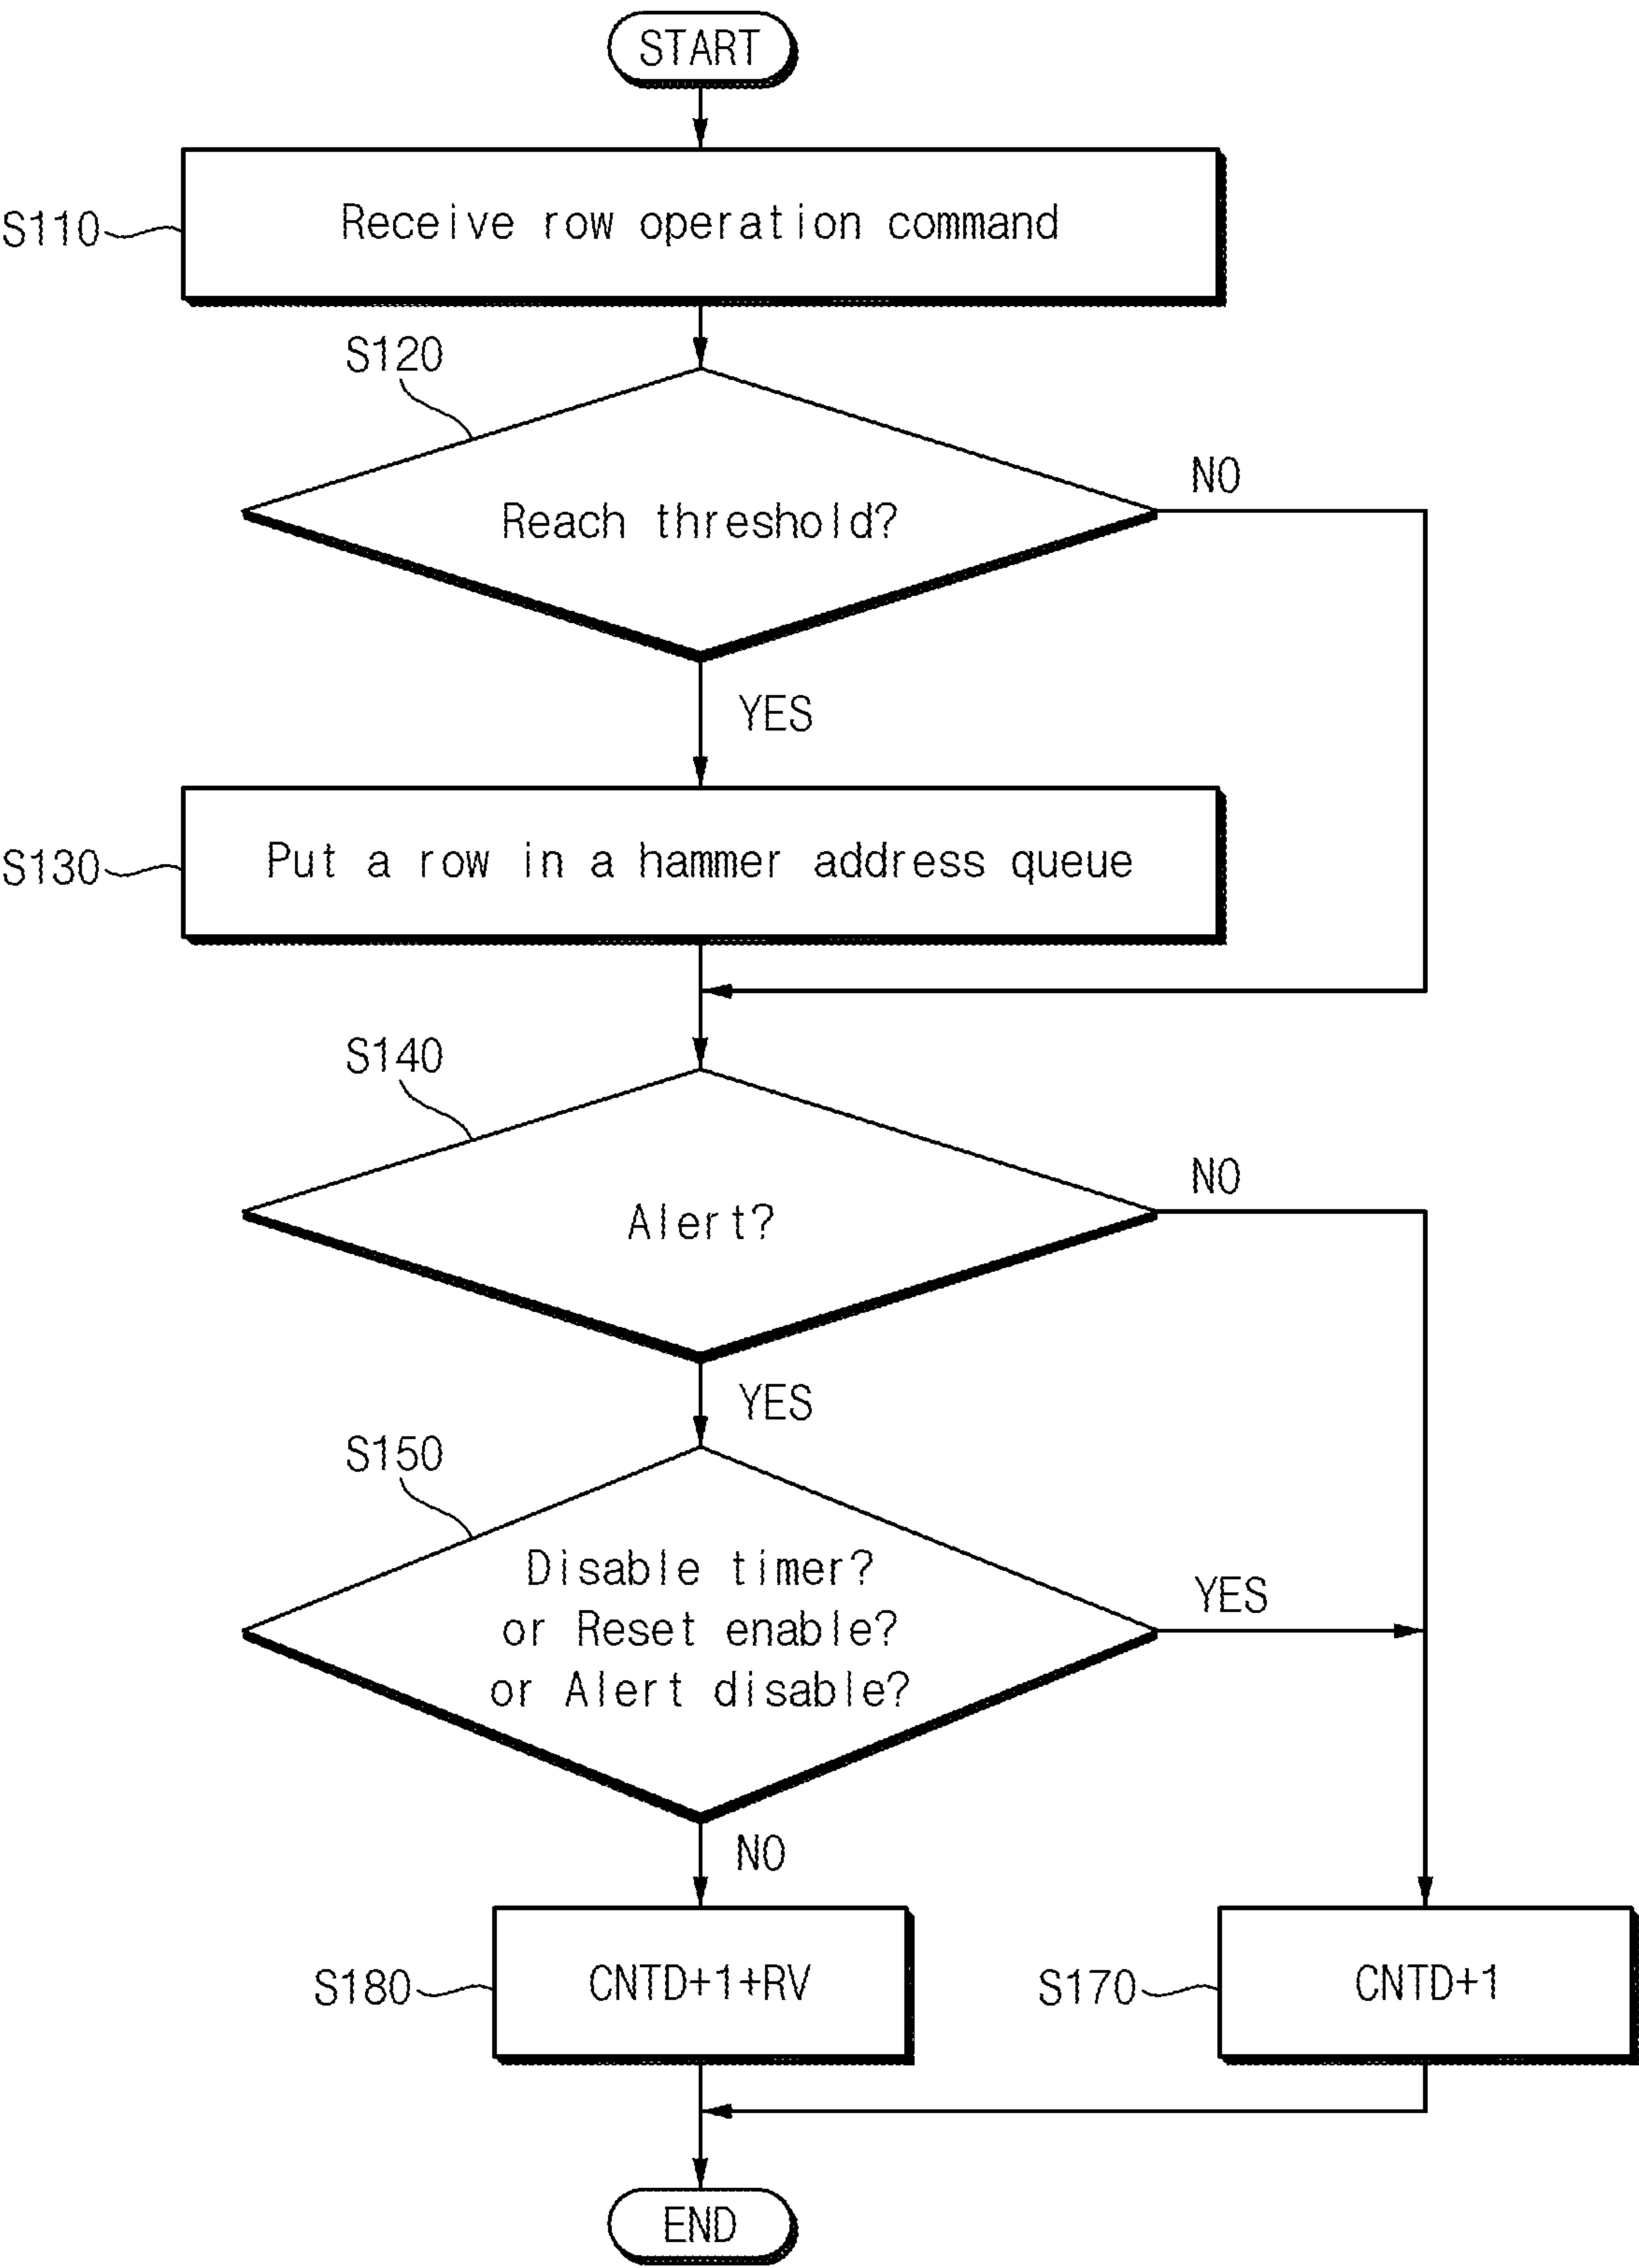 START
S110
Receive row operation command
S120
Reach threshold?
NO
YES
S130
Put a row in a hammer address queue
S140
Alert?
NO
YES
S150
Disable timer?
or Reset enable?
or Alert disable?
YES
NO
S180
CNTD+1+RV
S170
CNTD+1
END